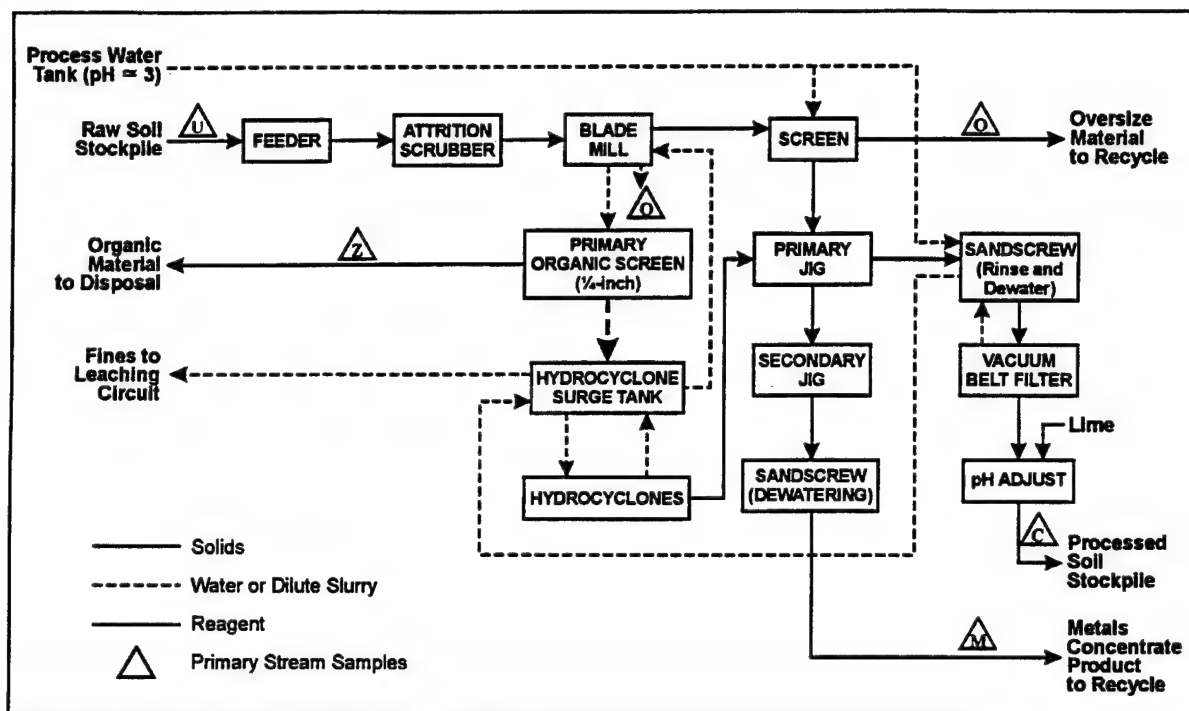 Process Water
Tank (pH ≃ 3)
Raw Soil
Stockpile
U
FEEDER
ATTRITION
SCRUBBER
BLADE
MILL
SCREEN
O
Oversize
Material
to Recycle
O
Organic
Material
to Disposal
Z
PRIMARY
ORGANIC SCREEN
(¼-inch)
PRIMARY
JIG
SANDSCREW
(Rinse and
Dewater)
Fines to
Leaching
Circuit
HYDROCYCLONE
SURGE TANK
SECONDARY
JIG
VACUUM
BELT FILTER
Lime
HYDROCYCLONES
SANDSCREW
(DEWATERING)
pH ADJUST
C
Processed
Soil
Stockpile
Solids
Water or Dilute Slurry
Reagent
Primary Stream Samples
M
Metals
Concentrate
Product
to Recycle